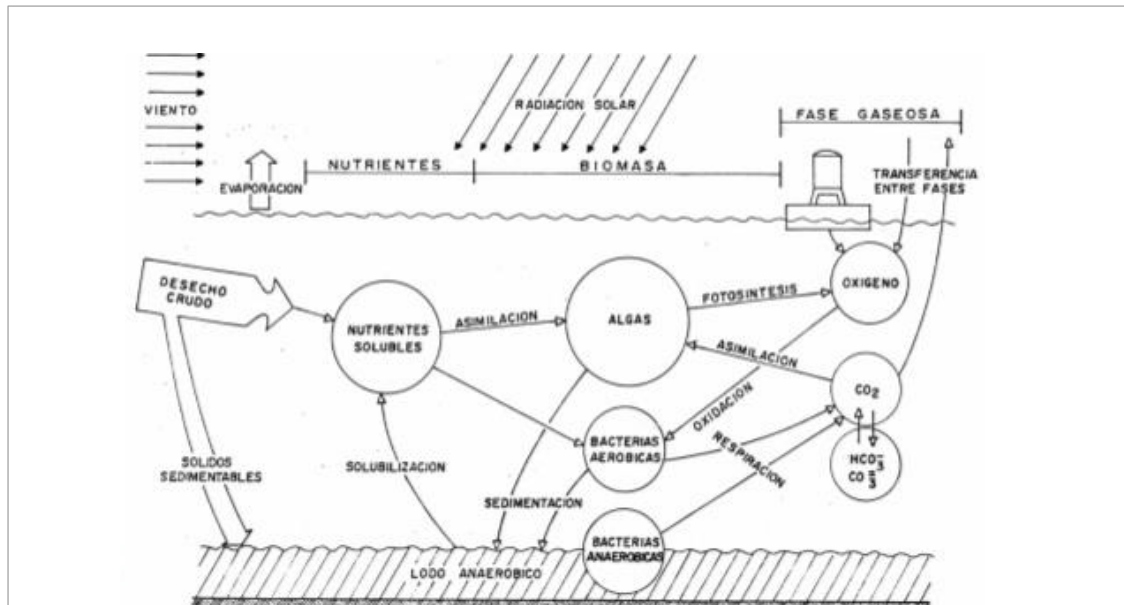 VIENTO
RADIACION SOLAR
FASE GASEOSA
NUTRIENTES
BIOMASA
EVAPORACION
TRANSFERENCIA
ENTRE FASES
DESECHO
CRUDO
NUTRIENTES
SOLUBLES
ASIMILACION
ALGAS
FOTOSINTESIS
OXIGENO
ASIMILACION
CO2
OXIDACION
BACTERIAS
AEROBICAS
RESPIRACION
HCO3-
CO3=
SOLIDOS
SEDIMENTABLES
SOLUBILIZACION
SEDIMENTACION
BACTERIAS
ANAEROBICAS
LODO ANAEROBICO